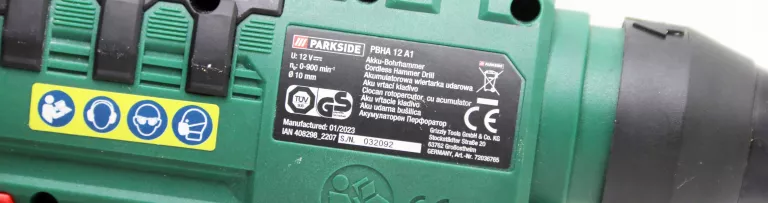 PARKSIDE PBHA 12 A1
U: 12 V⎓
n₀: 0-900 min⁻¹
Ø 10 mm
Akku-Bohrhammer
Cordless Hammer Drill
Akumulatorowa wiertarka udarowa
Aku vrtací kladivo
Ciocan rotopercutor, cu acumulator
Aku vŕtacie kladivo
Aku udarna bušilica
Акумулаторен Перфоратор
TÜV
GS
CE
Manufactured: 01/2023
IAN 408298_2207 S/N. 032092
Grizzly Tools GmbH & Co. KG
Stockstädter Straße 20
63762 Großostheim
GERMANY, Art.-Nr. 72036765